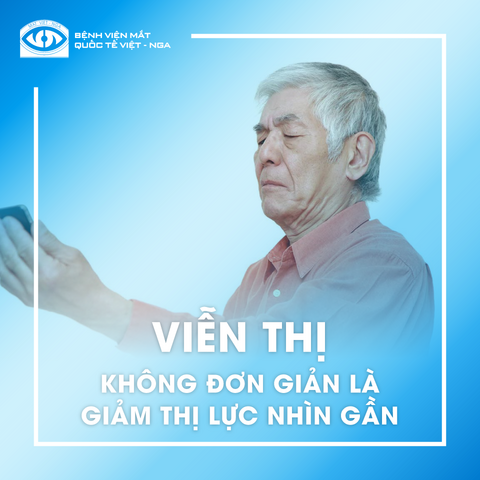 BỆNH VIỆN MẮT
QUỐC TẾ VIỆT - NGA
VIỄN THỊ
KHÔNG ĐƠN GIẢN LÀ
GIẢM THỊ LỰC NHÌN GẦN